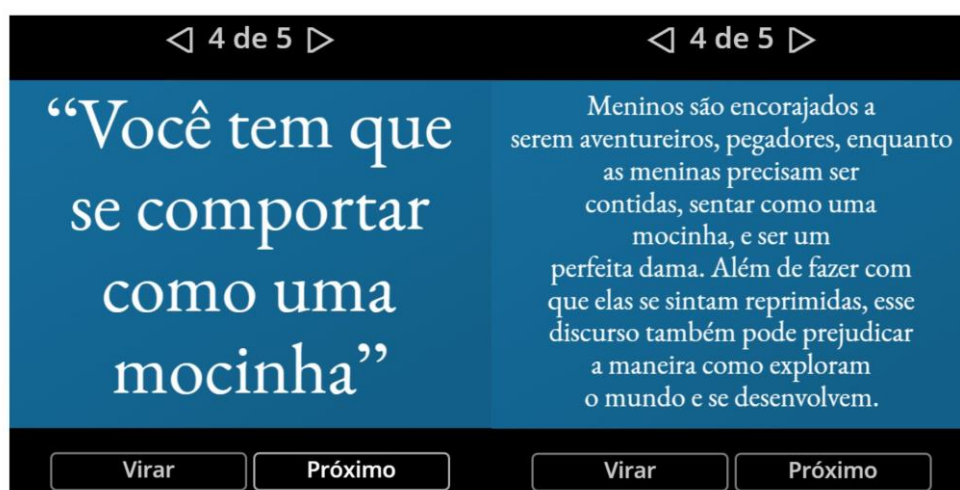 ◁ 4 de 5 ▷
“Você tem que
se comportar
como uma
mocinha”
Virar
Próximo
◁ 4 de 5 ▷
Meninos são encorajados a
serem aventureiros, pegadores, enquanto
as meninas precisam ser
contidas, sentar como uma
mocinha, e ser um
perfeita dama. Além de fazer com
que elas se sintam reprimidas, esse
discurso também pode prejudicar
a maneira como exploram
o mundo e se desenvolvem.
Virar
Próximo